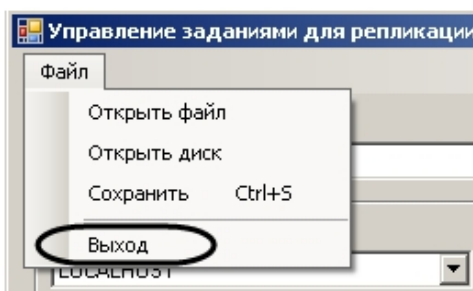 Управление заданиями для репликации
Файл
Открыть файл
Открыть диск
Сохранить Ctrl+S
Выход
LOCALHOST